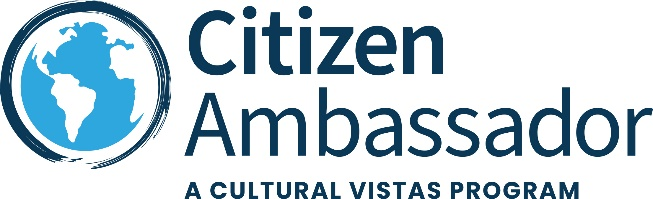 Citizen
Ambassador
A CULTURAL VISTAS PROGRAM